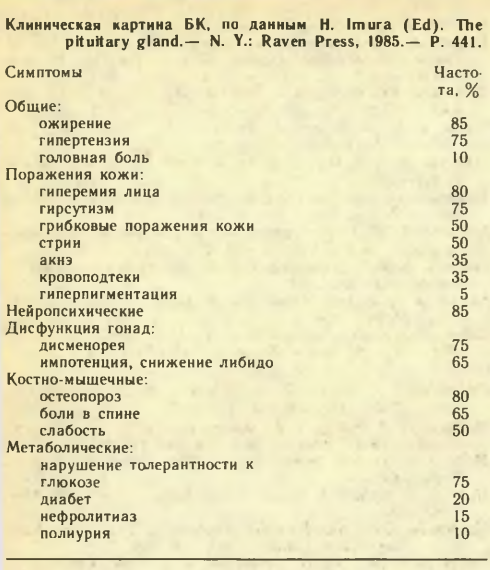 Клиническая картина БК, по данным H. Imura (Ed). The
pituitary gland.— N. Y.: Raven Press, 1985.— P. 441.
Симптомы Часто-
та, %
Общие:
ожирение 85
гипертензия 75
головная боль 10
Поражения кожи:
гиперемия лица 80
гирсутизм 75
грибковые поражения кожи 50
стрии 50
акнэ 35
кровоподтеки 35
гиперпигментация 5
Нейропсихические 85
Дисфункция гонад:
дисменорея 75
импотенция, снижение либидо 65
Костно-мышечные:
остеопороз 80
боли в спине 65
слабость 50
Метаболические:
нарушение толерантности к
глюкозе 75
диабет 20
нефролитиаз 15
полиурия 10